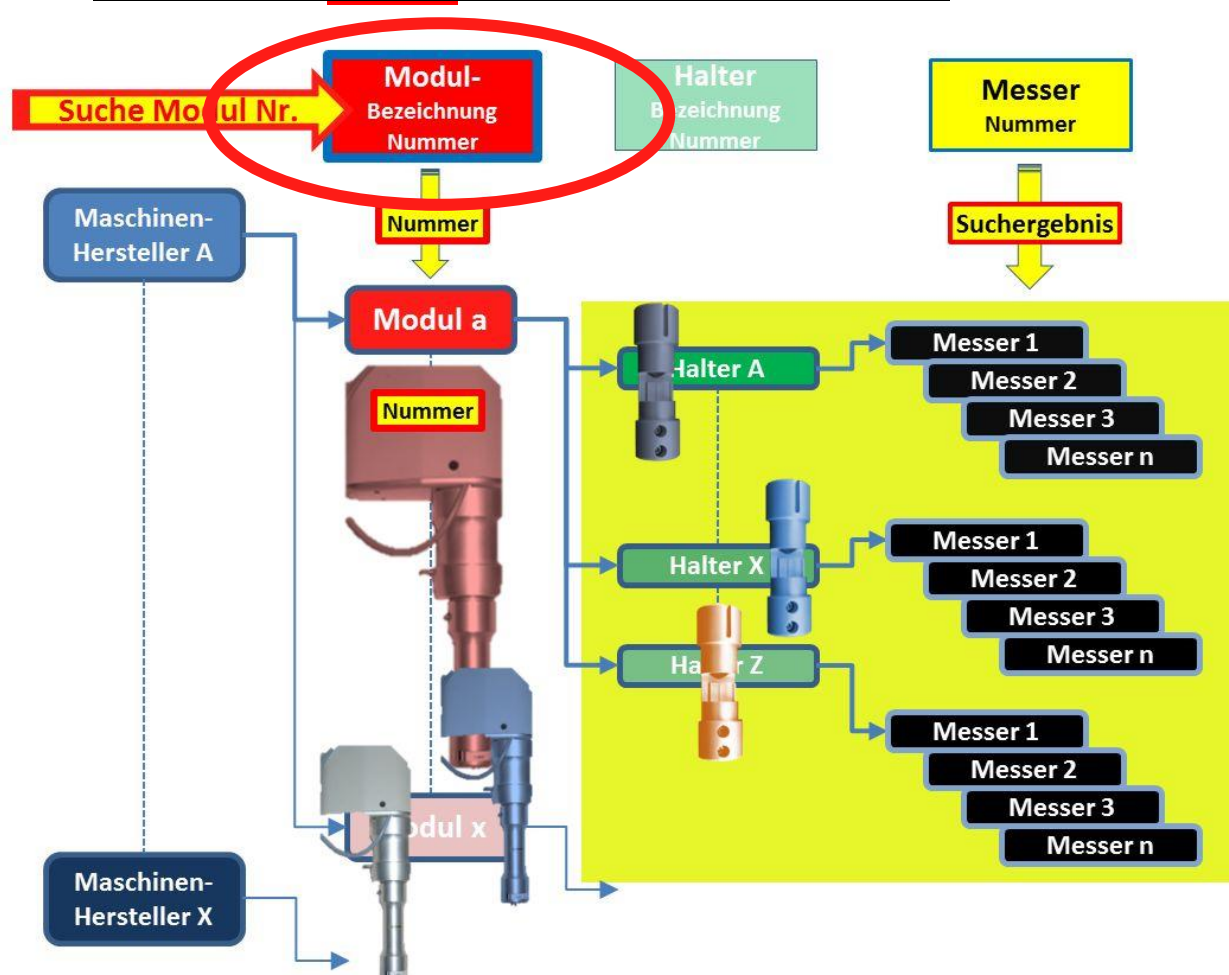 Suche Modul Nr.
Modul-
Bezeichnung
Nummer
Halter
Bezeichnung
Nummer
Messer
Nummer
Maschinen-
Hersteller A
Nummer
Suchergebnis
Modul a
Nummer
Halter A
Messer 1
Messer 2
Messer 3
Messer n
Halter X
Messer 1
Messer 2
Messer 3
Messer n
Halter Z
Messer 1
Messer 2
Messer 3
Messer n
Modul x
Maschinen-
Hersteller X